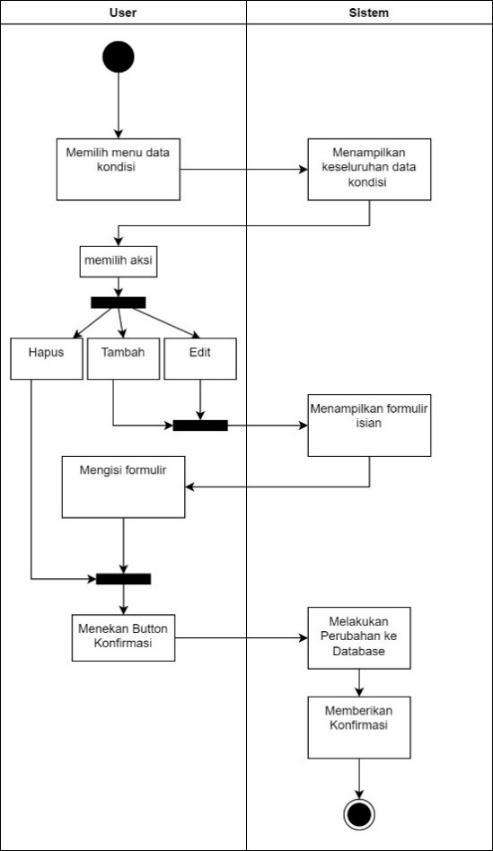 User
Sistem
Memilih menu data
kondisi
Menampilkan
keseluruhan data
kondisi
memilih aksi
Hapus
Tambah
Edit
Menampilkan formulir
isian
Mengisi formulir
Menekan Button
Konfirmasi
Melakukan
Perubahan ke
Database
Memberikan
Konfirmasi